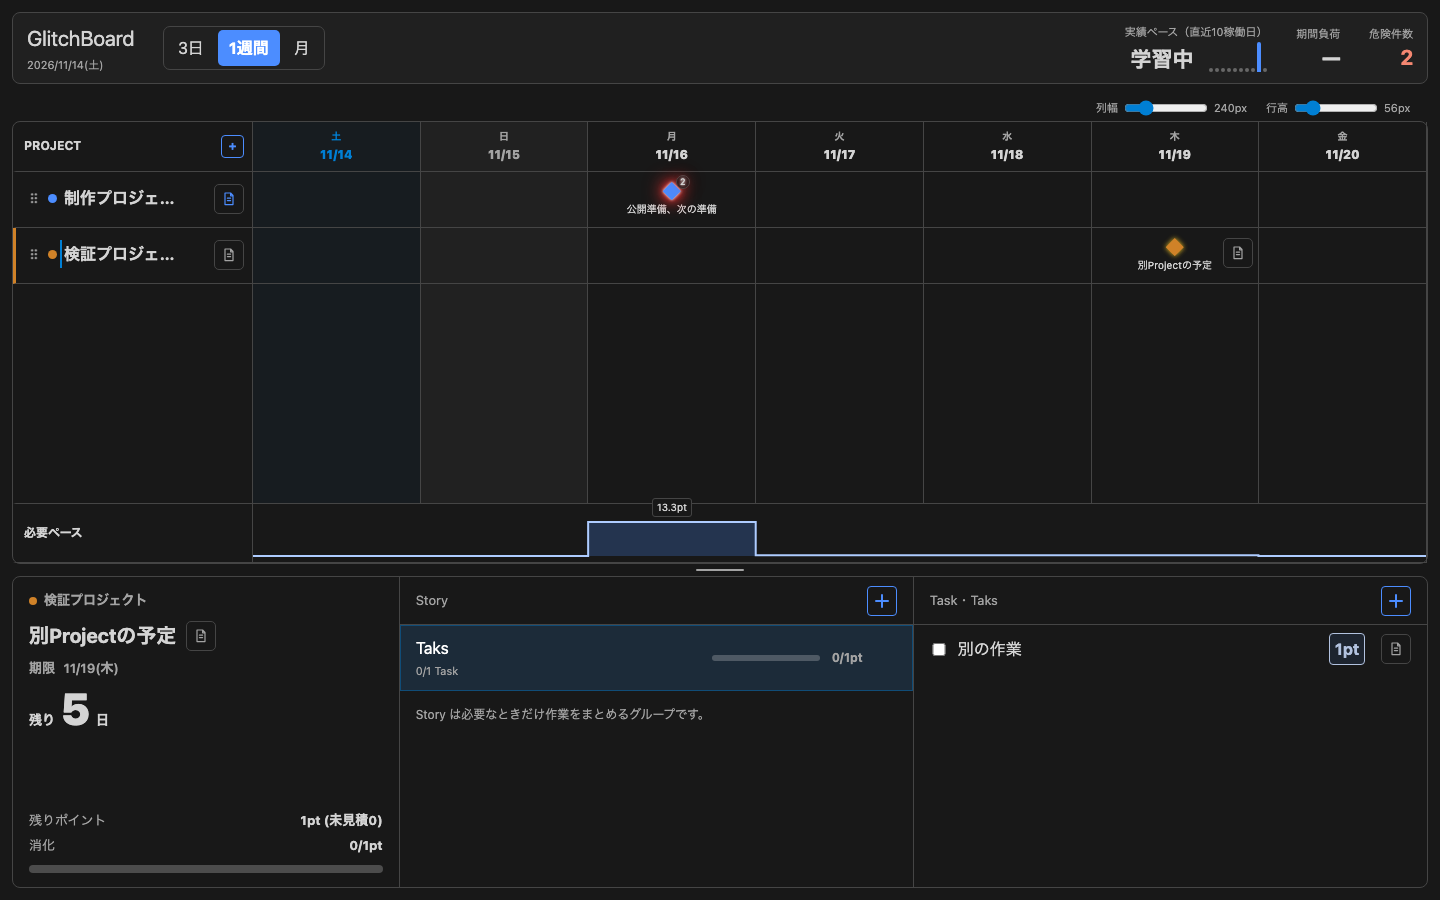 GlitchBoard
2026/11/14(土)
3日
1週間
月
実績ペース（直近10稼働日）
学習中
期間負荷
—
危険件数
2
列幅
240px
行高
56px
PROJECT
+
土
11/14
日
11/15
月
11/16
火
11/17
水
11/18
木
11/19
金
11/20
制作プロジェ...
2
公開準備、次の準備
検証プロジェ...
別Projectの予定
必要ペース
13.3pt
検証プロジェクト
別Projectの予定
期限 11/19(木)
残り 5 日
残りポイント
1pt (未見積0)
消化
0/1pt
Story
+
Taks
0/1 Task
0/1pt
Story は必要なときだけ作業をまとめるグループです。
Task・Taks
+
別の作業
1pt